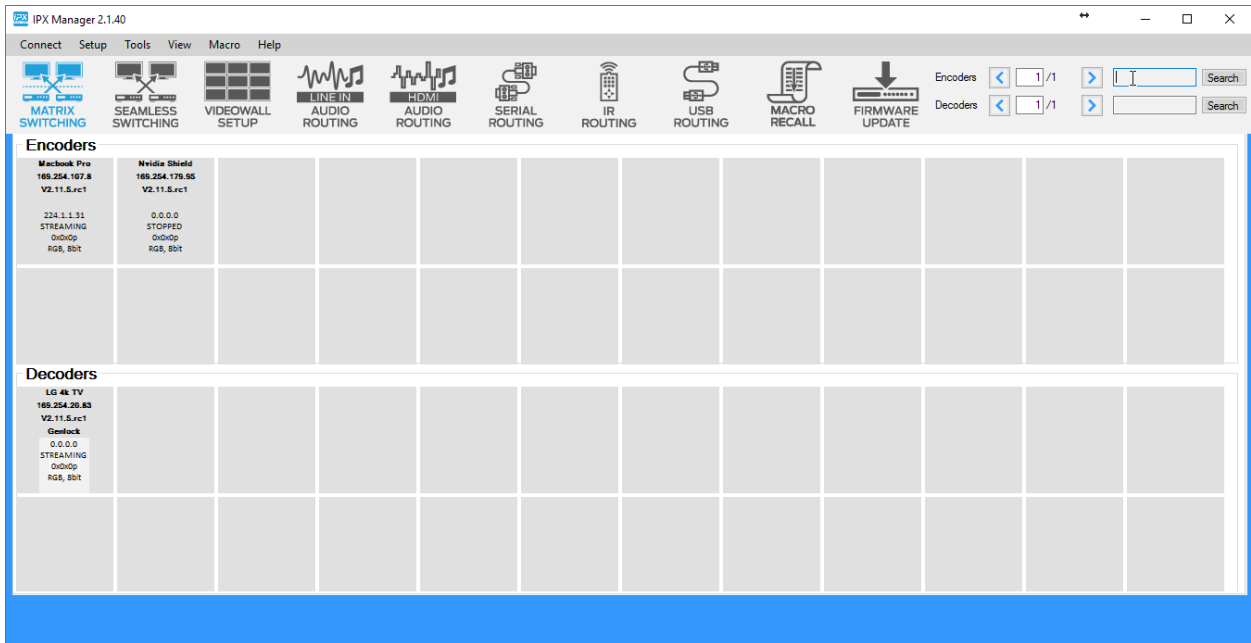 IPX IPX Manager 2.1.40
Connect Setup Tools View Macro Help
MATRIX
SWITCHING
SEAMLESS
SWITCHING
VIDEOWALL
SETUP
LINE IN
AUDIO
ROUTING
HDMI
AUDIO
ROUTING
SERIAL
ROUTING
IR
ROUTING
USB
ROUTING
MACRO
RECALL
FIRMWARE
UPDATE
Encoders 1 /1 Search
Decoders 1 /1 Search
Encoders
Macbook Pro
169.254.107.8
V2.11.5.rc1
224.1.1.31
STREAMING
0x0x0p
RGB, 8bit
Nvidia Shield
169.254.179.95
V2.11.5.rc1
0.0.0.0
STOPPED
0x0x0p
RGB, 8bit
Decoders
LG 4k TV
169.254.20.83
V2.11.5.rc1
Genlock
0.0.0.0
STREAMING
0x0x0p
RGB, 8bit